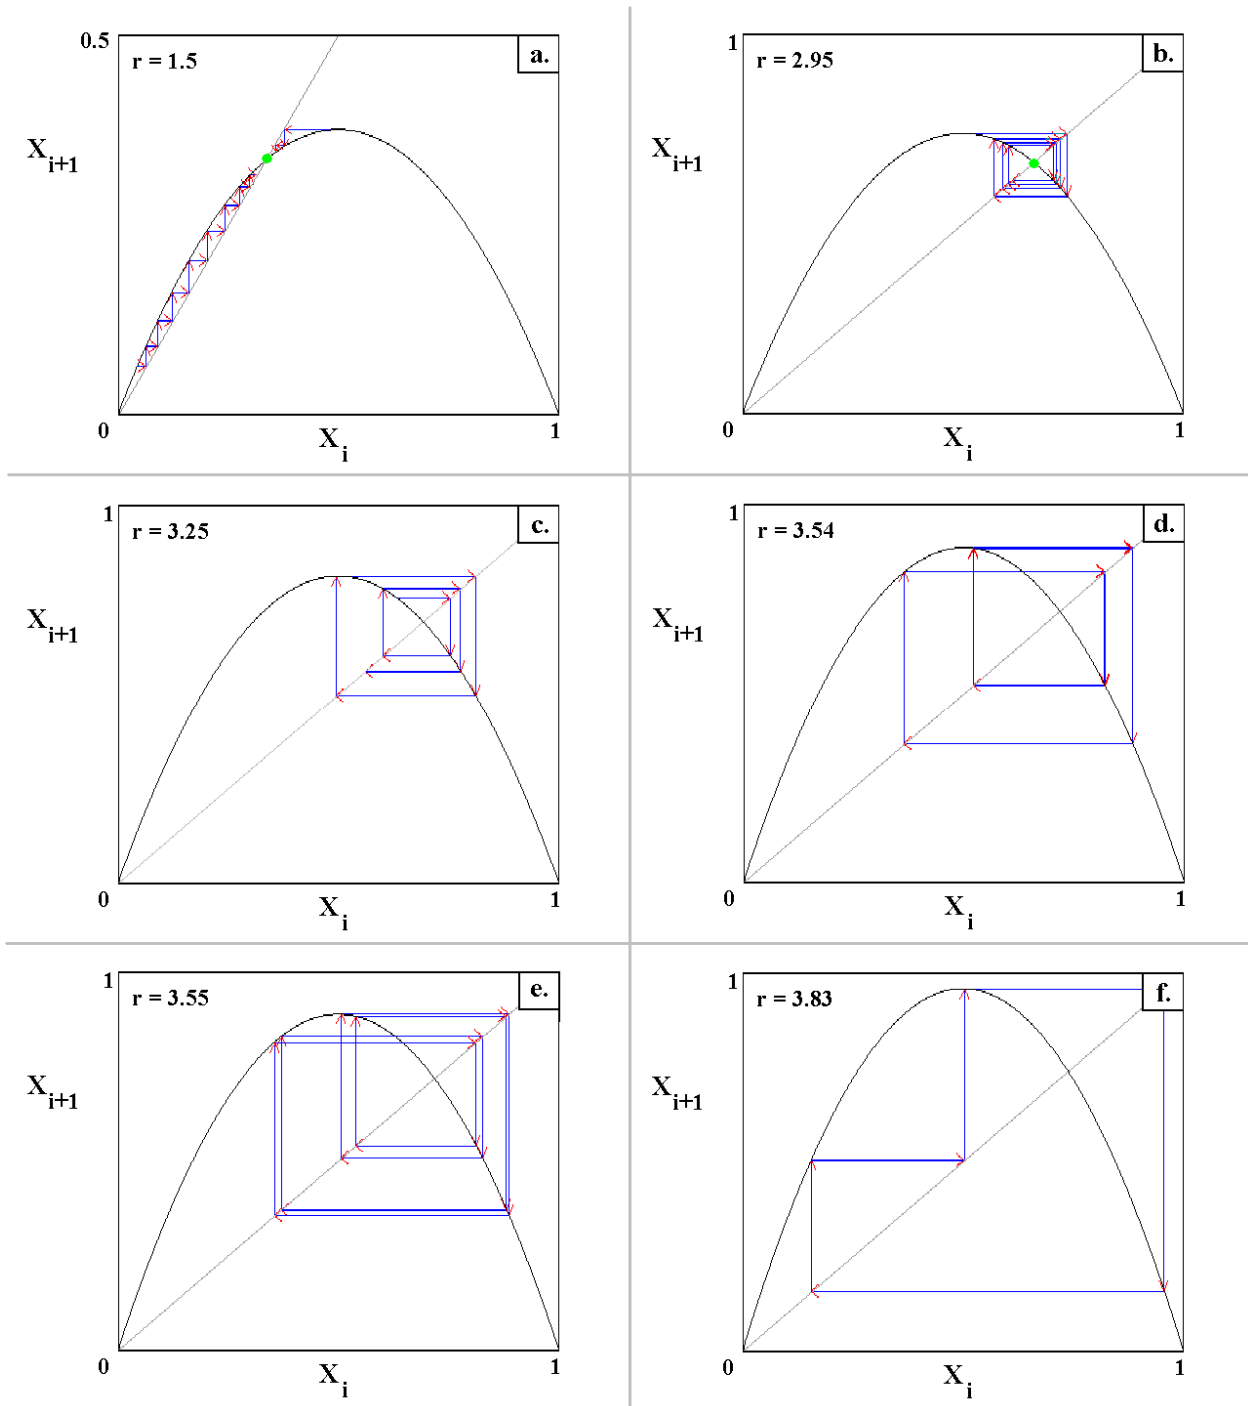 0.5
r = 1.5
a.
X i+1
0
X i
1
1
r = 2.95
b.
X i+1
0
X i
1
1
r = 3.25
c.
X i+1
0
X i
1
1
r = 3.54
d.
X i+1
0
X i
1
1
r = 3.55
e.
X i+1
0
X i
1
1
r = 3.83
f.
X i+1
0
X i
1